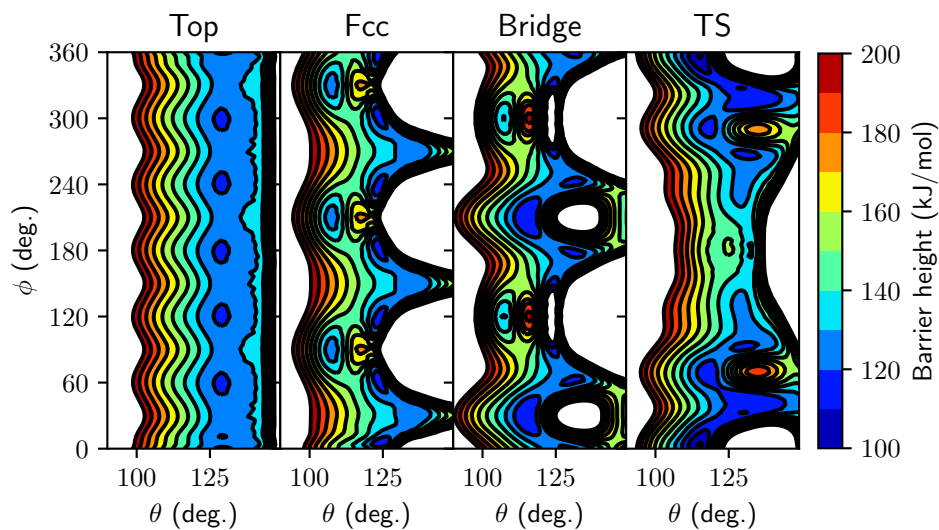 Top Fcc Bridge TS
360
300
240
180
120
60
0
ϕ (deg.)
100 125 100 125 100 125 100 125
θ (deg.) θ (deg.) θ (deg.) θ (deg.)
200
180
160
140
120
100
Barrier height (kJ/mol)